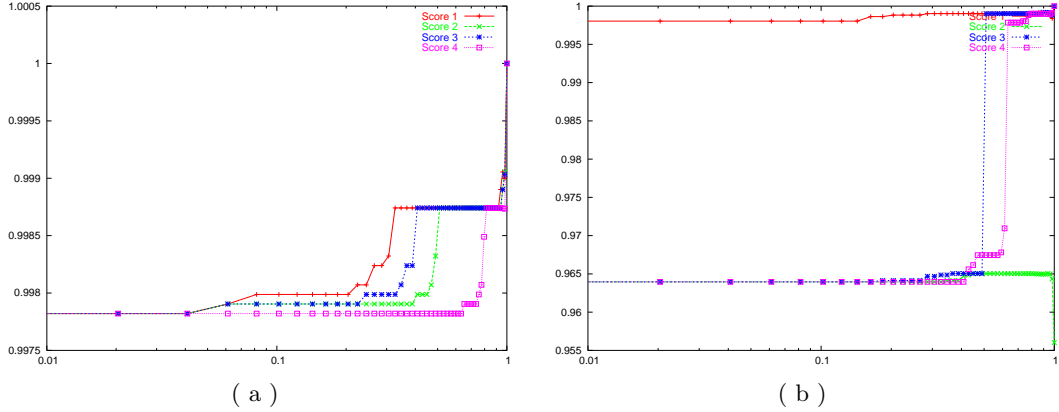 1.0005
1
0.9995
0.999
0.9985
0.998
0.9975
0.01
0.1
1
Score 1
Score 2
Score 3
Score 4
( a )
1
0.995
0.99
0.985
0.98
0.975
0.97
0.965
0.96
0.955
0.01
0.1
1
Score 1
Score 2
Score 3
Score 4
( b )